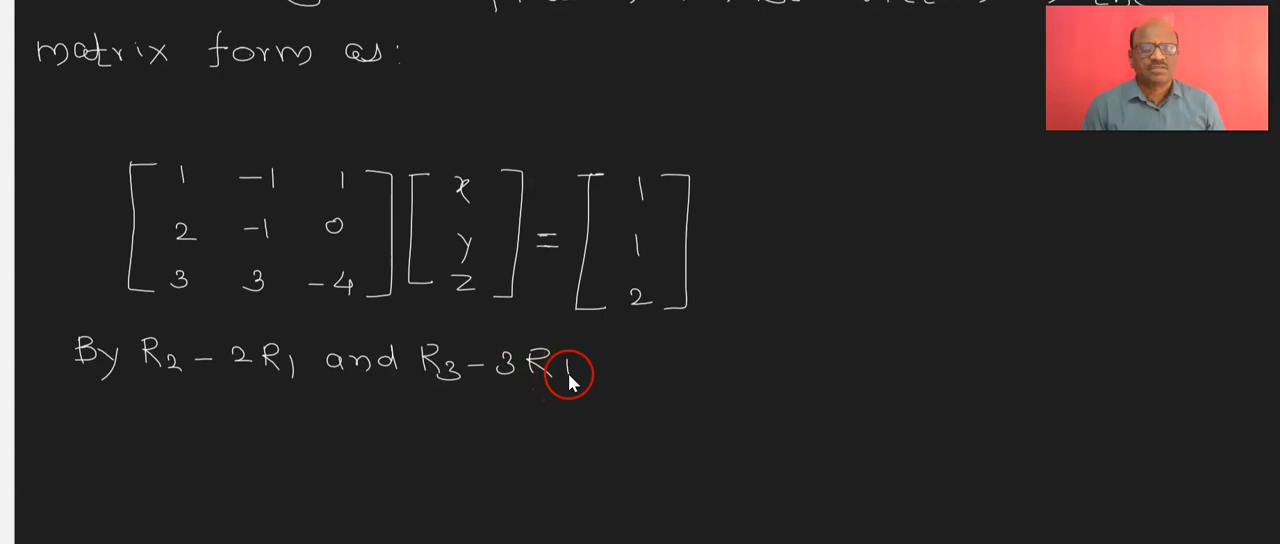 matrix form as:
[ 1 -1 1 ] [ x ] [ 1 ]
[ 2 -1 0 ] [ y ] = [ 1 ]
[ 3 3 -4 ] [ z ] [ 2 ]
By R2 - 2R1 and R3 - 3R1